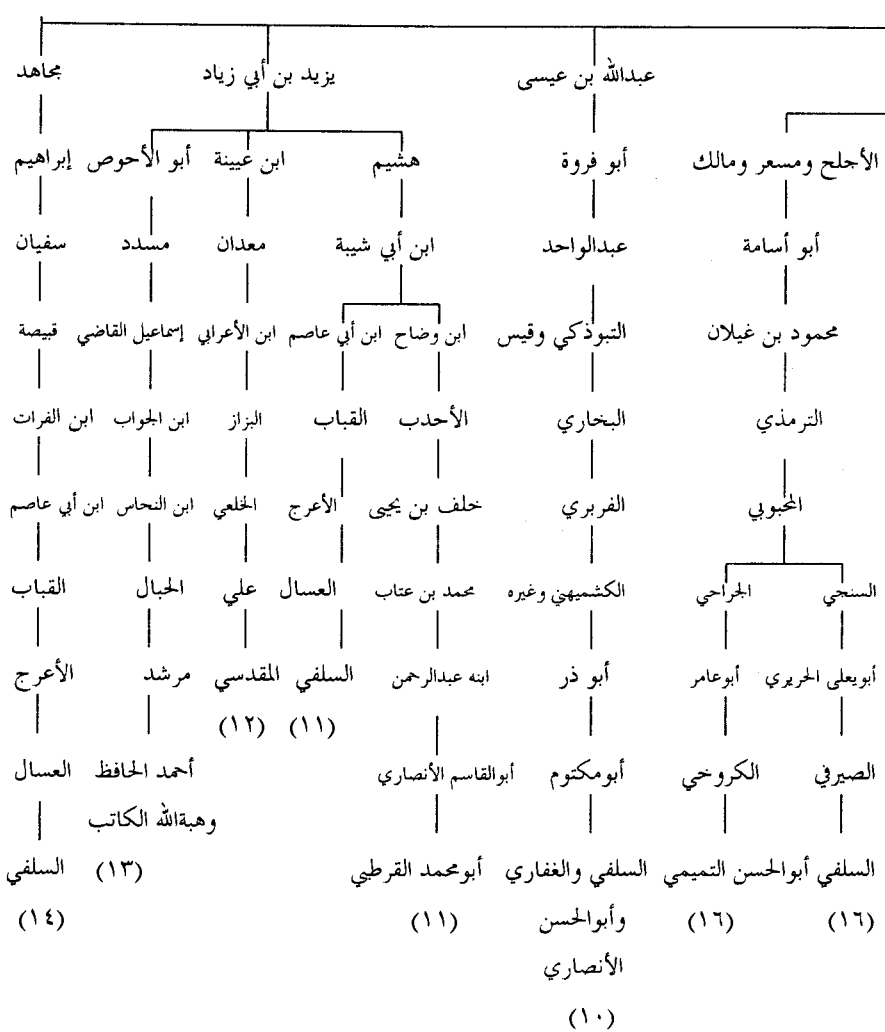 عبدالله بن عيسى يزيد بن أبي زياد مجاهد
الأجلح ومسعر ومالك أبو فروة هشيم ابن عيينة أبو الأحوص إبراهيم
أبو أسامة عبدالواحد ابن أبي شيبة معدان مسدد سفيان
محمود بن غيلان التبوذكي وقيس ابن وضاح ابن أبي عاصم ابن الأعرابي إسماعيل القاضي قبيصة
الترمذي البخاري الأحدب القباب البزاز ابن الجواب ابن الفرات
المحبوبي الفربري خلف بن يحيى الأعرج الخلعي ابن النحاس ابن أبي عاصم
السنجي الجراحي الكشميهني وغيره محمد بن عتاب العسال علي الحبال القباب
أبويعلى الحريري أبوعامر أبو ذر ابنه عبدالرحمن السلفي المقدسي مرشد الأعرج
(١١) (١٢)
الصيرفي الكروخي أبومكتوم أبوالقاسم الأنصاري أحمد الحافظ العسال
وهبةالله الكاتب
السلفي أبوالحسن التميمي السلفي والغفاري أبومحمد القرطبي (١٣) السلفي
(١٦) (١٦) وأبوالحسن (١١) (١٤)
الأنصاري
(١٠)